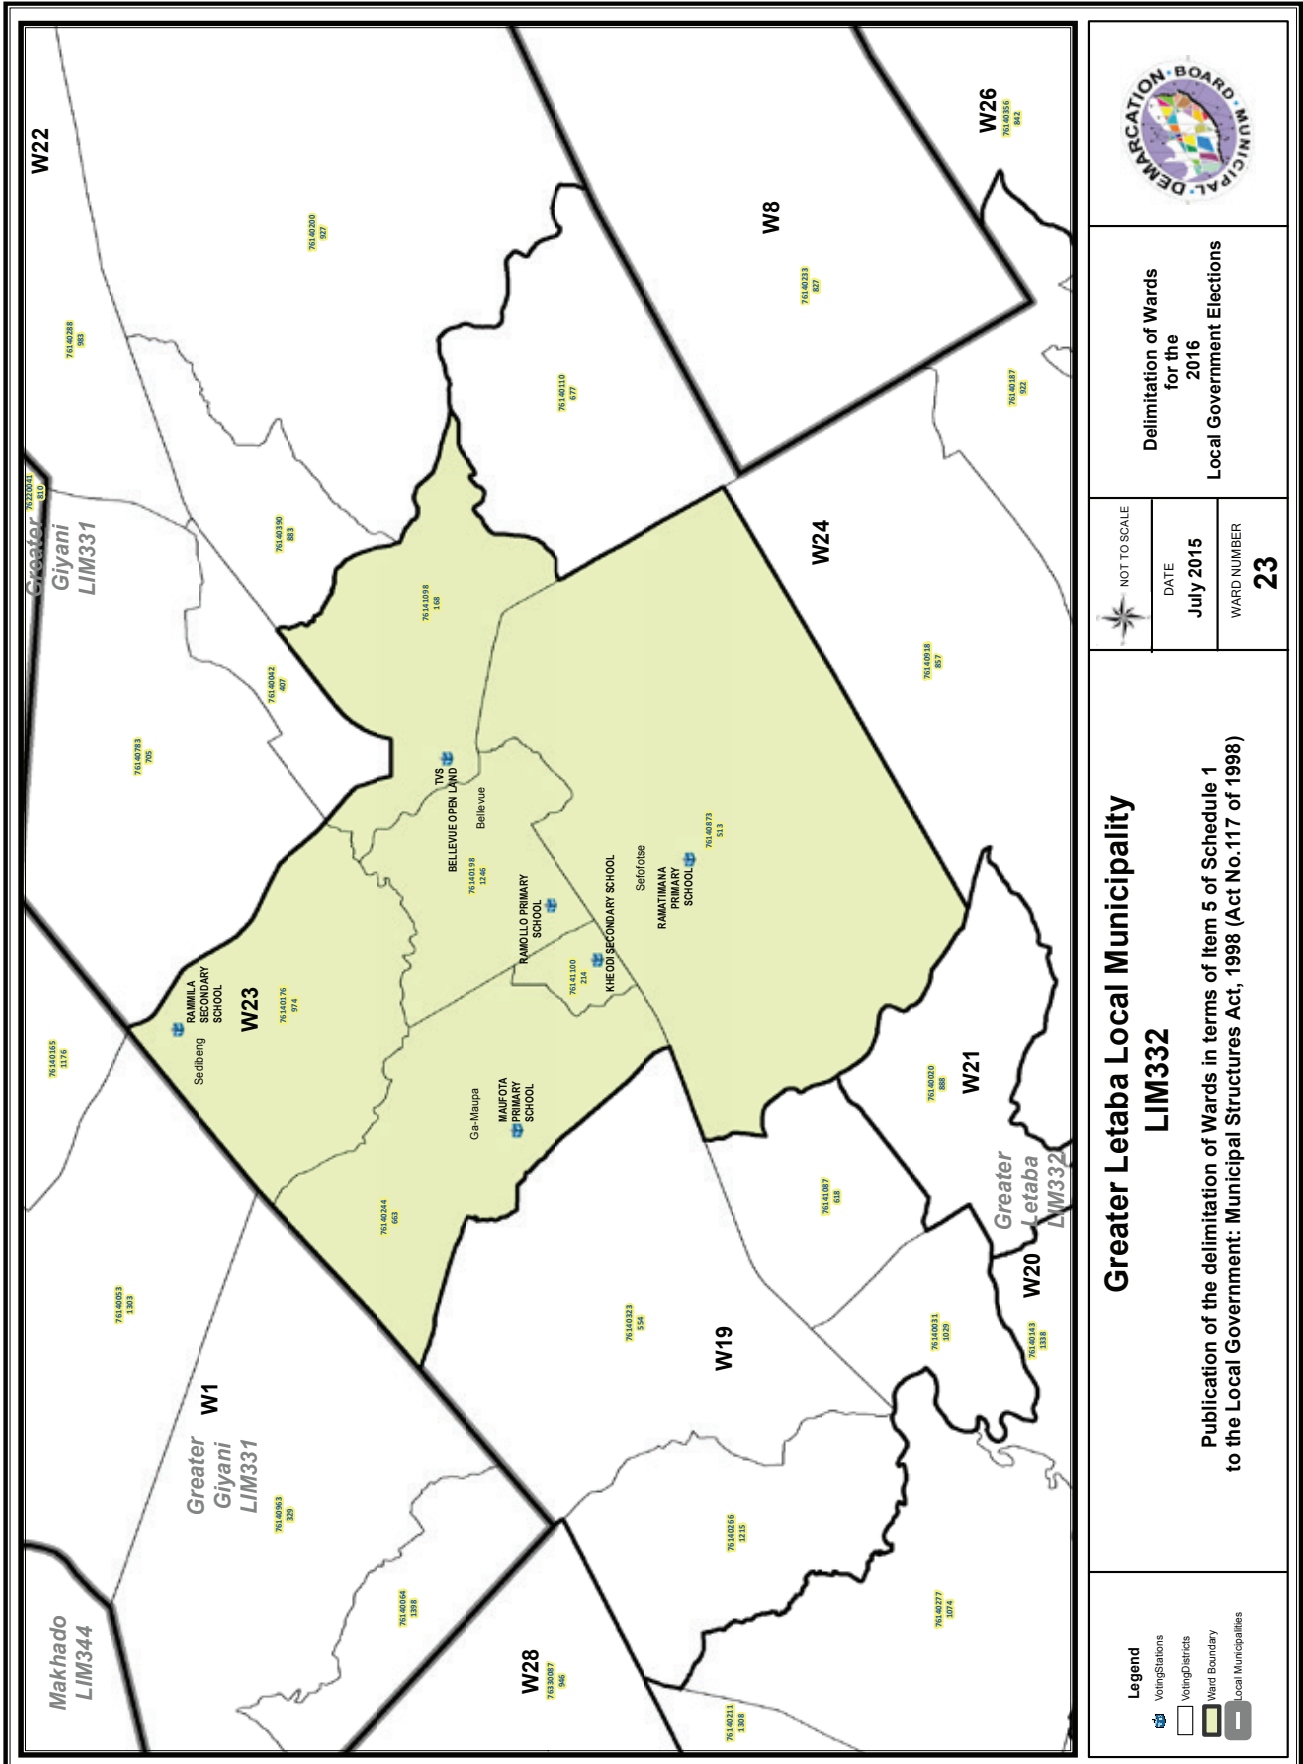 Makhado
LIM344
Greater
Giyani
LIM331
W1
76140963
329
76140064
1398
76140053
1303
76140165
1176
W28
76330087
946
76140211
1308
76140277
1074
76140266
1215
W19
76140323
554
76140031
1029
W20
76140143
1338
Greater
Letaba
LIM332
76141087
618
W21
76140020
888
76140244
663
Ga-Maupa
MAUFOTA
PRIMARY
SCHOOL
Sedibeng
RAMMILA
SECONDARY
SCHOOL
W23
76140176
974
76141100
214
KHEODI SECONDARY SCHOOL
RAMOLLO PRIMARY
SCHOOL
76140198
1246
BELLEVUE OPEN LAND
TVS
Bellevue
Sefofotse
RAMATIMANA
PRIMARY
SCHOOL
76140873
513
76141098
168
76140783
705
76140042
407
76140390
883
Greater
Giyani
LIM331
76220041
810
76140288
983
W22
76140200
927
76140110
677
W24
76140918
857
76140187
922
W8
76140233
827
W26
76140356
842
Legend
VotingStations
VotingDistricts
Ward Boundary
Local Municipalities
Greater Letaba Local Municipality
LIM332
Publication of the delimitation of Wards in terms of Item 5 of Schedule 1
to the Local Government: Municipal Structures Act, 1998 (Act No.117 of 1998)
NOT TO SCALE
DATE
July 2015
WARD NUMBER
23
Delimitation of Wards
for the
2016
Local Government Elections
MUNICIPAL · DEMARCATION · BOARD ·